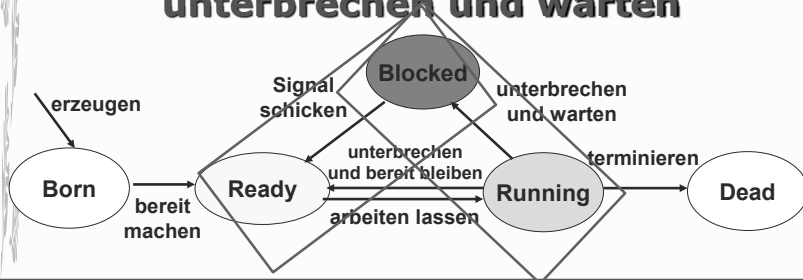 unterbrechen und warten
Blocked
Signal
schicken
unterbrechen
und warten
erzeugen
unterbrechen
und bereit bleiben
terminieren
Born
Ready
Running
Dead
bereit
machen
arbeiten lassen